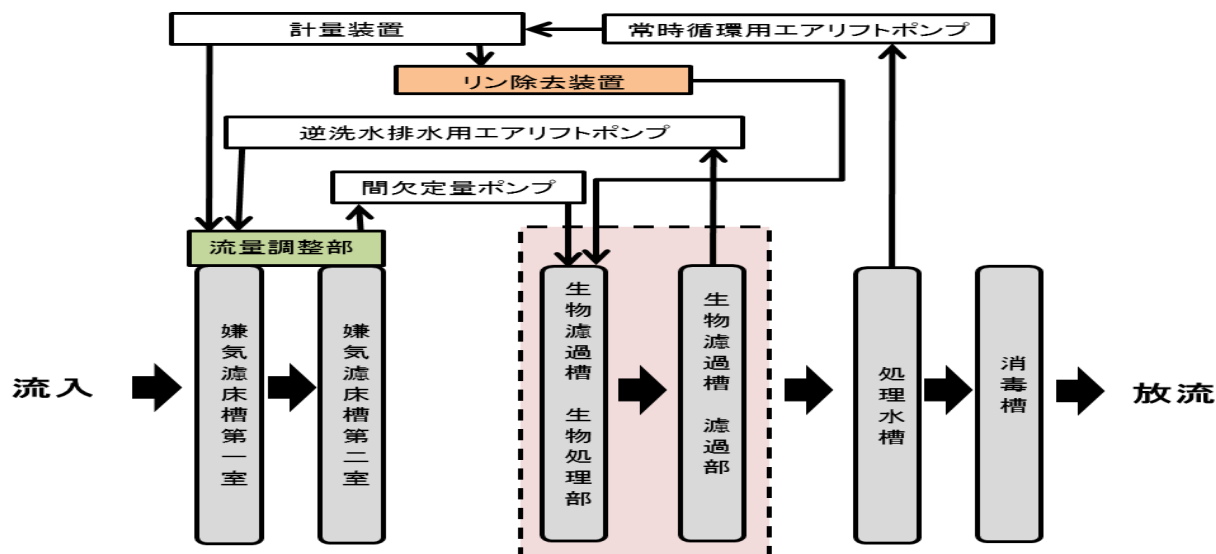 計量装置
常時循環用エアリフトポンプ
リン除去装置
逆洗水排水用エアリフトポンプ
間欠定量ポンプ
流量調整部
流入
嫌気濾床槽第一室
嫌気濾床槽第二室
生物濾過槽 生物処理部
生物濾過槽 濾過部
処理水槽
消毒槽
放流